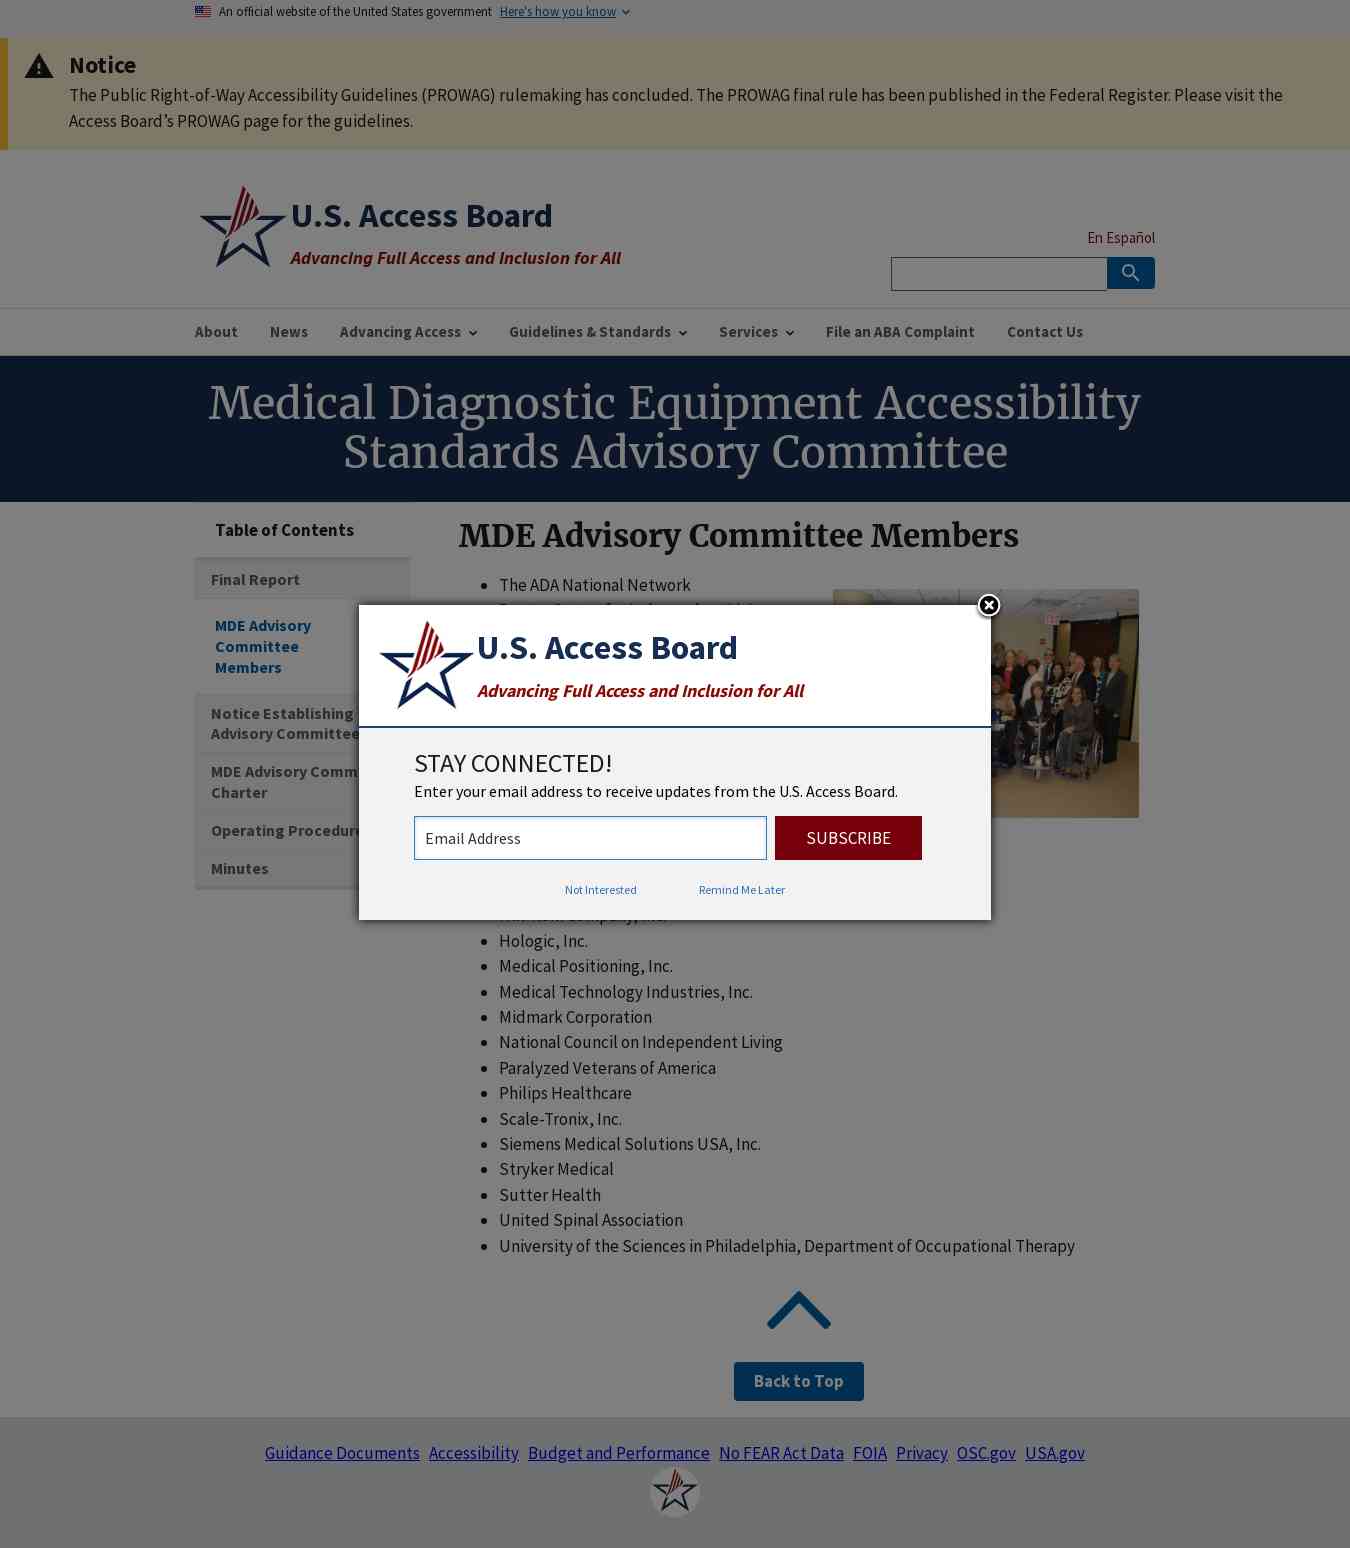 An official website of the United States government Here's how you know
Notice
The Public Right-of-Way Accessibility Guidelines (PROWAG) rulemaking has concluded. The PROWAG final rule has been published in the Federal Register. Please visit the
Access Board’s PROWAG page for the guidelines.
U.S. Access Board
Advancing Full Access and Inclusion for All
En Español
About News Advancing Access Guidelines & Standards Services File an ABA Complaint Contact Us
Medical Diagnostic Equipment Accessibility
Standards Advisory Committee
Table of Contents
Final Report
MDE Advisory
Committee
Members
Notice Establishing
Advisory Committee
MDE Advisory
Charter
Operating
Minutes
MDE Advisory Committee Members
The ADA National Network
U.S. Access Board
Advancing Full Access and Inclusion for All
STAY CONNECTED!
Enter your email address to receive updates from the U.S. Access Board.
Email Address
SUBSCRIBE
Not Interested Remind Me Later
Hologic, Inc.
Medical Positioning, Inc.
Medical Technology Industries, Inc.
Midmark Corporation
National Council on Independent Living
Paralyzed Veterans of America
Philips Healthcare
Scale-Tronix, Inc.
Siemens Medical Solutions USA, Inc.
Stryker Medical
Sutter Health
United Spinal Association
University of the Sciences in Philadelphia, Department of Occupational Therapy
Back to Top
Guidance Documents Accessibility Budget and Performance No FEAR Act Data FOIA Privacy OSC.gov USA.gov